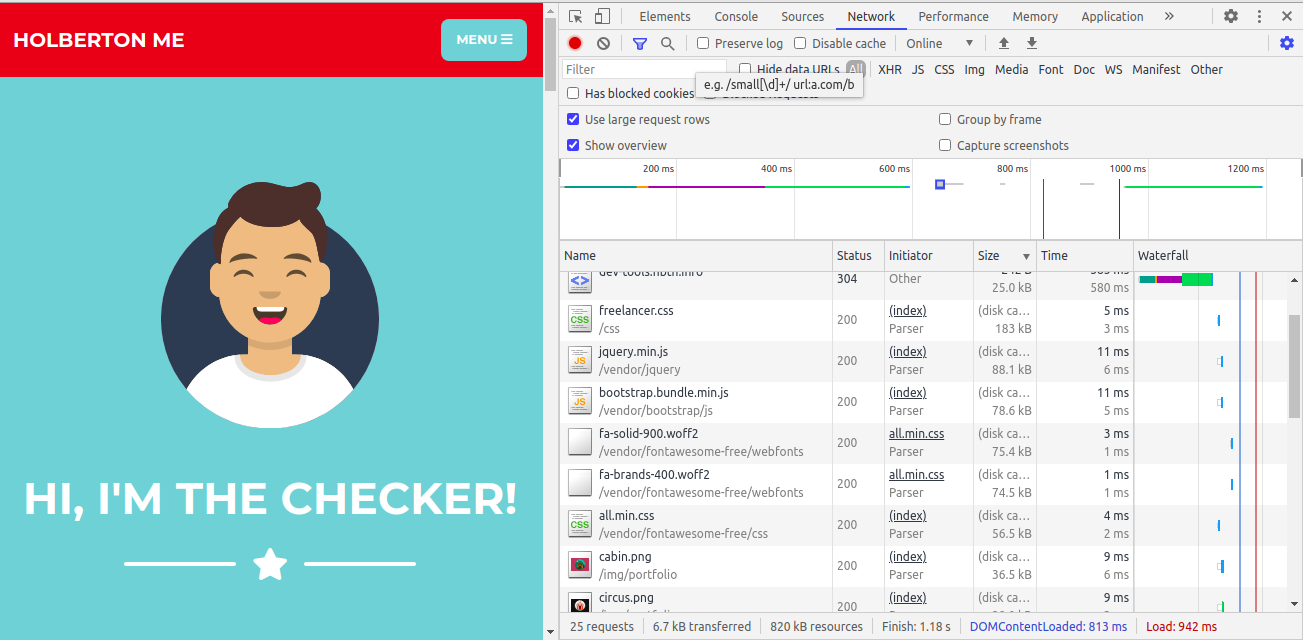 HOLBERTON ME
MENU
HI, I'M THE CHECKER!
Elements Console Sources Network Performance Memory Application
Preserve log Disable cache Online
Filter Hide data URLs All XHR JS CSS Img Media Font Doc WS Manifest Other
e.g. /small[\d]+/ url:a.com/b
Has blocked cookies Blocked Requests
Use large request rows Group by frame
Show overview Capture screenshots
200 ms 400 ms 600 ms 800 ms 1000 ms 1200 ms
Name Status Initiator Size Time Waterfall
dev-tools.hbtn.info 304 Other 242 B 583 ms
25.0 kB 580 ms
freelancer.css 200 (index) (disk ca... 5 ms
/css Parser 183 kB 3 ms
jquery.min.js 200 (index) (disk ca... 11 ms
/vendor/jquery Parser 88.1 kB 6 ms
bootstrap.bundle.min.js 200 (index) (disk ca... 11 ms
/vendor/bootstrap/js Parser 78.6 kB 5 ms
fa-solid-900.woff2 200 all.min.css (disk ca... 3 ms
/vendor/fontawesome-free/webfonts Parser 75.4 kB 1 ms
fa-brands-400.woff2 200 all.min.css (disk ca... 1 ms
/vendor/fontawesome-free/webfonts Parser 74.5 kB 1 ms
all.min.css 200 (index) (disk ca... 4 ms
/vendor/fontawesome-free/css Parser 56.5 kB 2 ms
cabin.png 200 (index) (disk ca... 9 ms
/img/portfolio Parser 36.5 kB 6 ms
circus.png 200 (index) (disk ca... 9 ms
25 requests 6.7 kB transferred 820 kB resources Finish: 1.18 s DOMContentLoaded: 813 ms Load: 942 ms